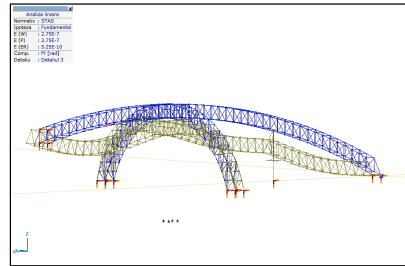 Analiza liniara
Normativ : STAS
Ipoteza : Fundamental
E (W) : 2,75E-7
E (P) : 2,75E-7
E (ER) : 5,25E-10
Comp. : fY [rad]
Detaliu : Detaliul 3
Z